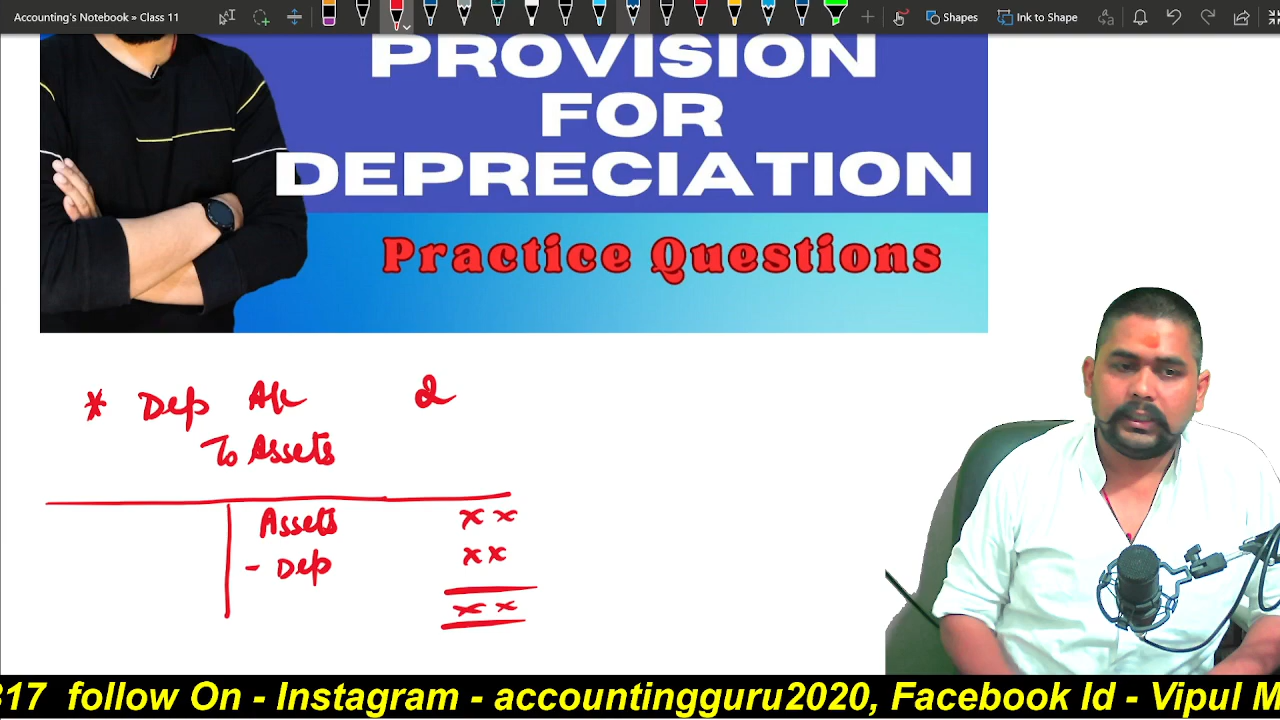 Accounting's Notebook » Class 11
Shapes
Ink to Shape
PROVISION
FOR
DEPRECIATION
Practice Questions
* Dep A/c
To Assets
Assets xx
- Dep xx
xx
317 follow On - Instagram - accountingguru2020, Facebook Id - Vipul M